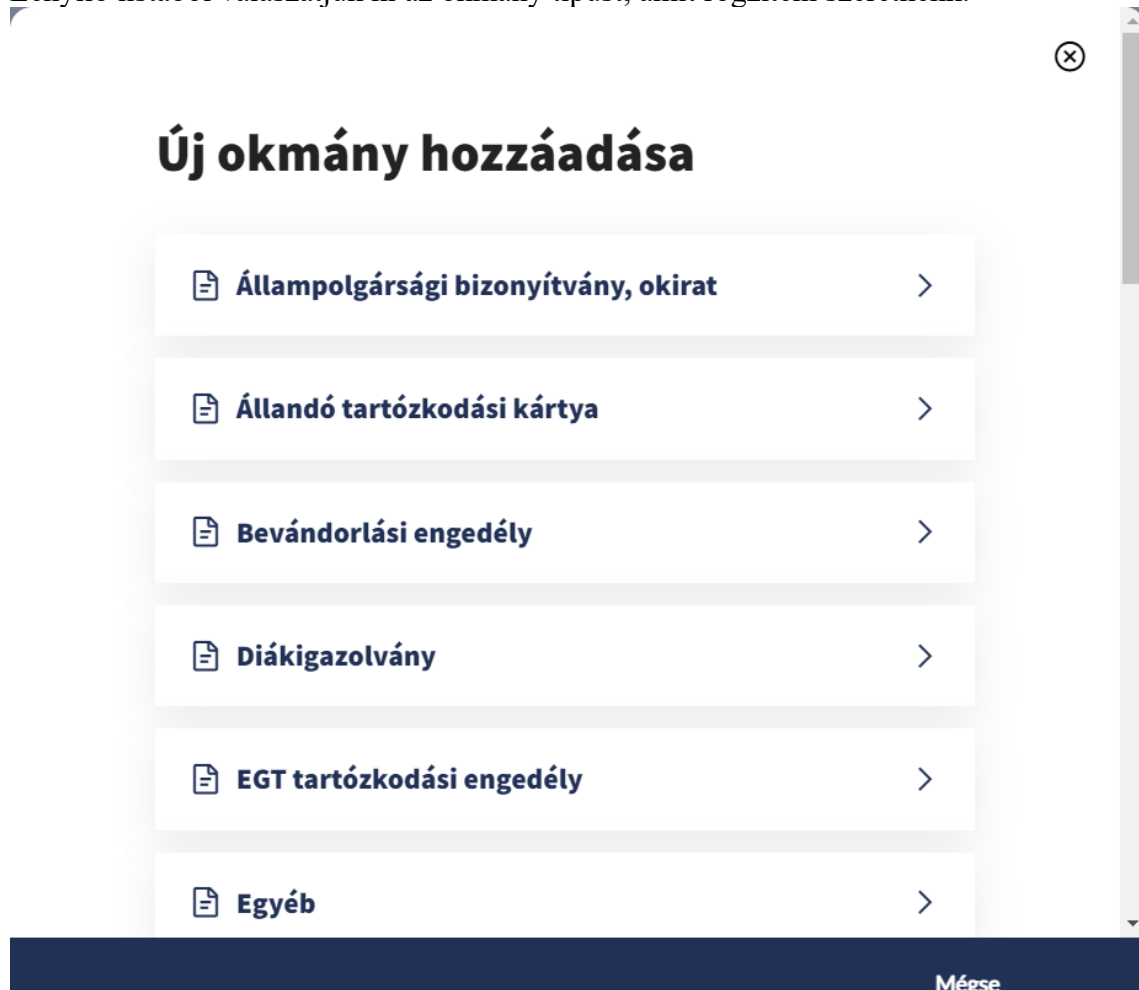 Új okmány hozzáadása
Állampolgársági bizonyítvány, okirat
Állandó tartózkodási kártya
Bevándorlási engedély
Diákigazolvány
EGT tartózkodási engedély
Egyéb
Mégse